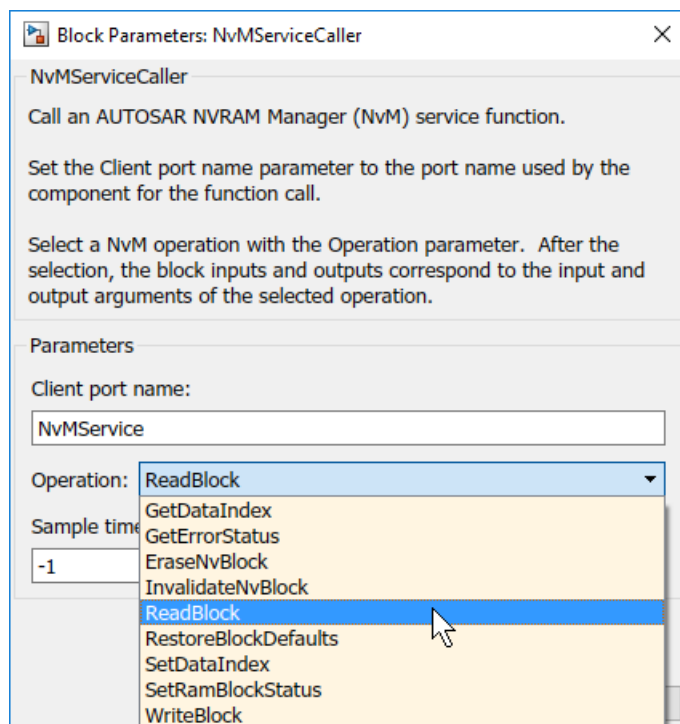 Block Parameters: NvMServiceCaller
NvMServiceCaller
Call an AUTOSAR NVRAM Manager (NvM) service function.
Set the Client port name parameter to the port name used by the
component for the function call.
Select a NvM operation with the Operation parameter.  After the
selection, the block inputs and outputs correspond to the input and
output arguments of the selected operation.
Parameters
Client port name:
NvMService
Operation: ReadBlock
GetDataIndex
Sample time
GetErrorStatus
EraseNvBlock
-1
InvalidateNvBlock
ReadBlock
RestoreBlockDefaults
SetDataIndex
SetRamBlockStatus
WriteBlock